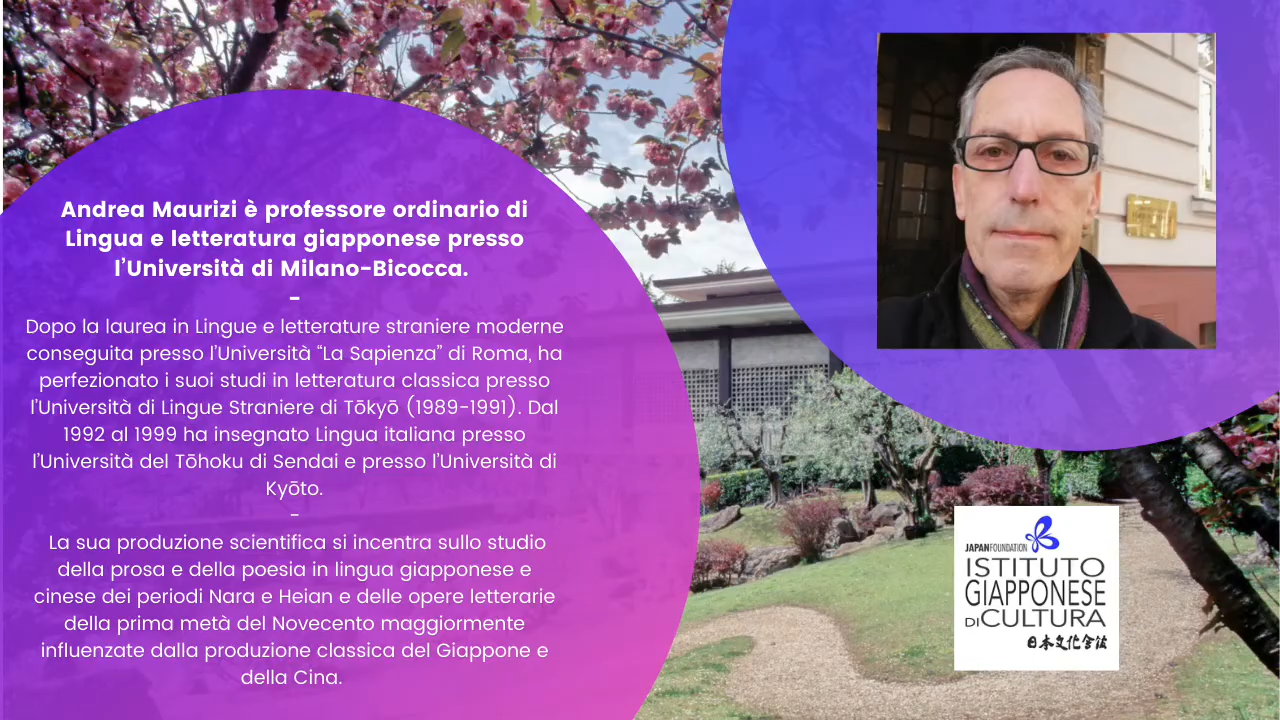 Andrea Maurizi è professore ordinario di
Lingua e letteratura giapponese presso
l'Università di Milano-Bicocca.
-
Dopo la laurea in Lingue e letterature straniere moderne
conseguita presso l'Università “La Sapienza” di Roma, ha
perfezionato i suoi studi in letteratura classica presso
l'Università di Lingue Straniere di Tōkyō (1989-1991). Dal
1992 al 1999 ha insegnato Lingua italiana presso
l'Università del Tōhoku di Sendai e presso l'Università di
Kyōto.
-
La sua produzione scientifica si incentra sullo studio
della prosa e della poesia in lingua giapponese e
cinese dei periodi Nara e Heian e delle opere letterarie
della prima metà del Novecento maggiormente
influenzate dalla produzione classica del Giappone e
della Cina.
JAPANFOUNDATION
ISTITUTO
GIAPPONESE
DI CULTURA
日本文化会館